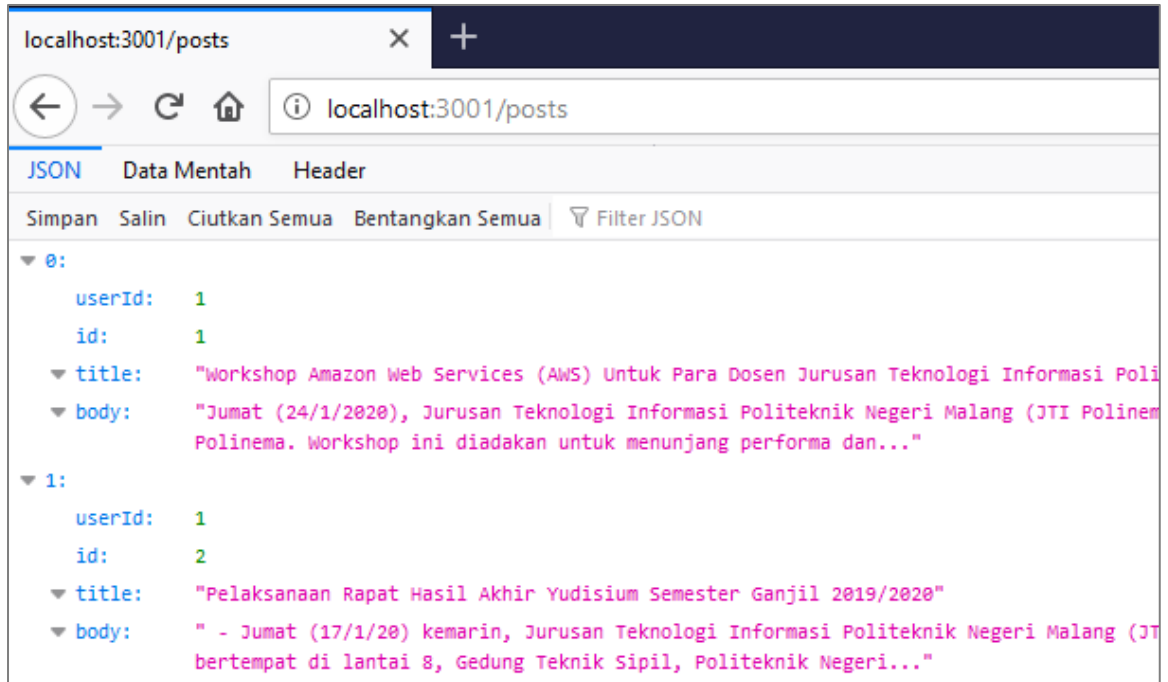 localhost:3001/posts
localhost:3001/posts
JSON Data Mentah Header
Simpan Salin Ciutkan Semua Bentangkan Semua Filter JSON
0:
userId: 1
id: 1
title: "Workshop Amazon Web Services (AWS) Untuk Para Dosen Jurusan Teknologi Informasi Poli
body: "Jumat (24/1/2020), Jurusan Teknologi Informasi Politeknik Negeri Malang (JTI Polinem
Polinema. Workshop ini diadakan untuk menunjang performa dan..."
1:
userId: 1
id: 2
title: "Pelaksanaan Rapat Hasil Akhir Yudisium Semester Ganjil 2019/2020"
body: " - Jumat (17/1/20) kemarin, Jurusan Teknologi Informasi Politeknik Negeri Malang (JT
bertempat di lantai 8, Gedung Teknik Sipil, Politeknik Negeri..."